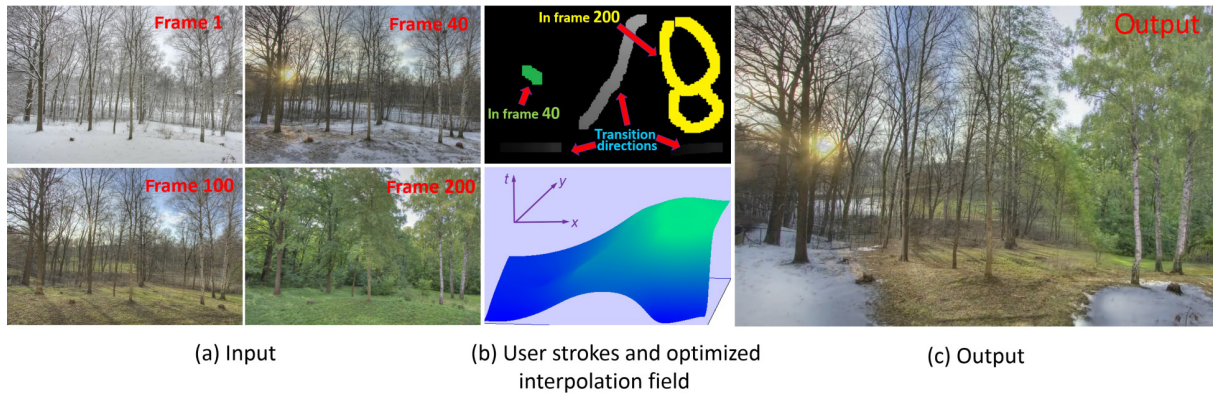 Frame 1
Frame 40
Frame 100
Frame 200
In frame 200
In frame 40
Transition
directions
t
y
x
Output
(a) Input
(b) User strokes and optimized
interpolation field
(c) Output